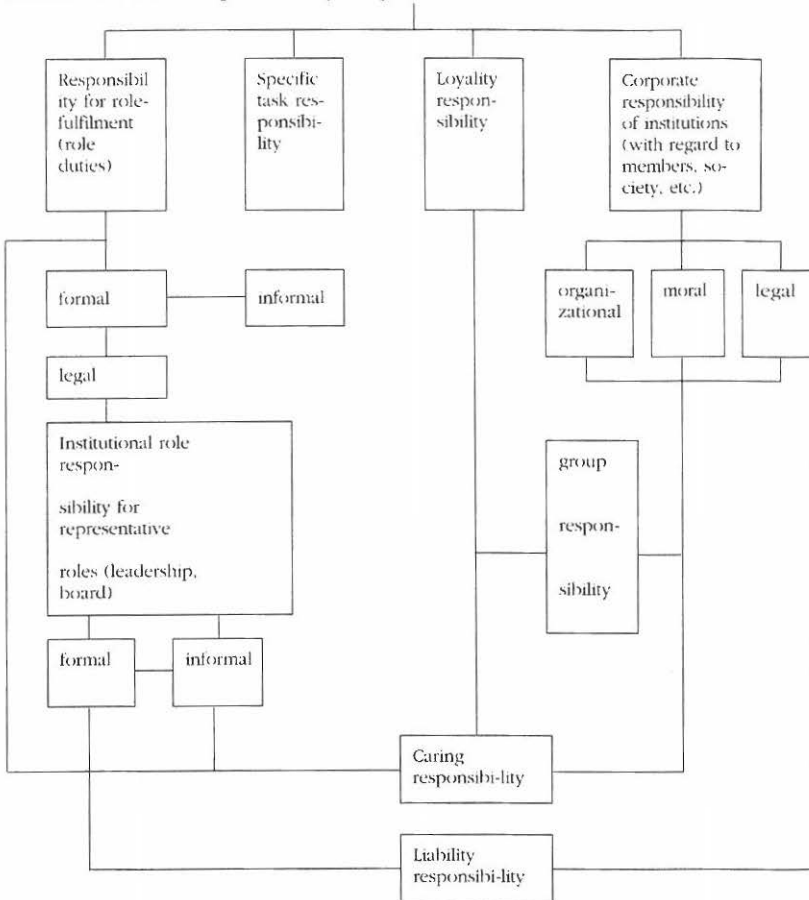 Responsibil
ity for role-
fulfilment
(role
duties)
Specific
task res-
ponsibi-
lity
Loyality
respon-
sibility
Corporate
responsibility
of institutions
(with regard to
members, so-
ciety, etc.)
formal
informal
organi-
zational
moral
legal
legal
Institutional role
respon-
sibility for
representative
roles (leadership,
board)
group
respon-
sibility
formal
informal
Caring
responsibi-lity
Liability
responsibi-lity